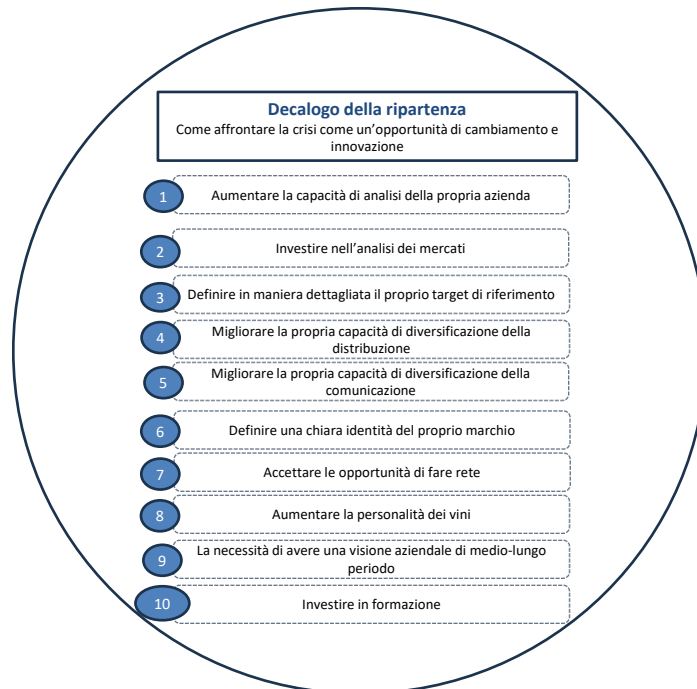 Decalogo della ripartenza
Come affrontare la crisi come un'opportunità di cambiamento e
innovazione
1 Aumentare la capacità di analisi della propria azienda
2 Investire nell'analisi dei mercati
3 Definire in maniera dettagliata il proprio target di riferimento
4 Migliorare la propria capacità di diversificazione della
distribuzione
5 Migliorare la propria capacità di diversificazione della
comunicazione
6 Definire una chiara identità del proprio marchio
7 Accettare le opportunità di fare rete
8 Aumentare la personalità dei vini
9 La necessità di avere una visione aziendale di medio-lungo
periodo
10 Investire in formazione